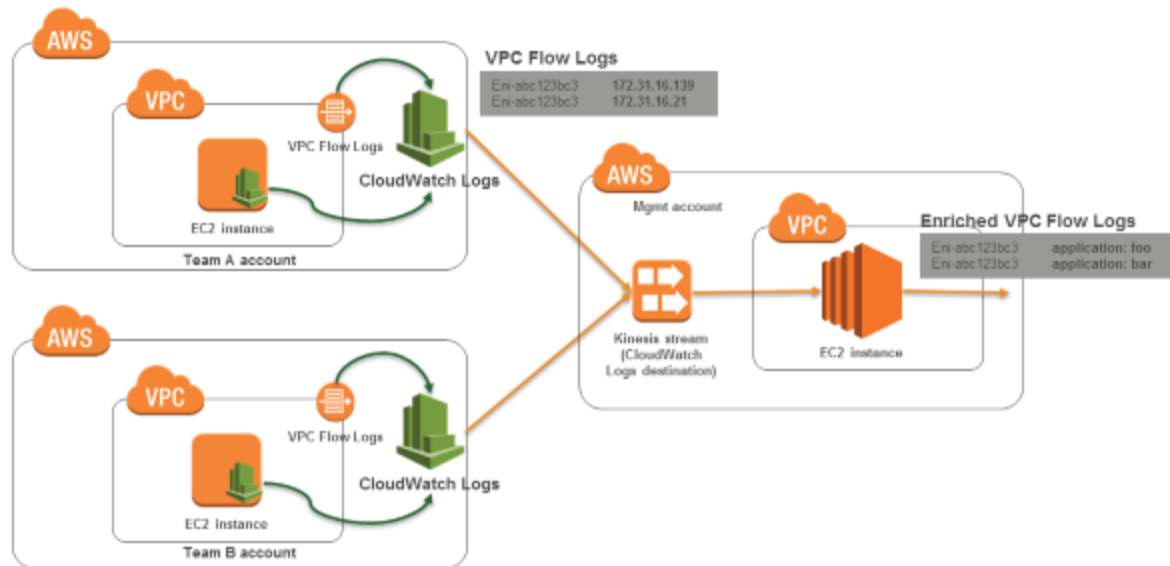 AWS
VPC
VPC Flow Logs
CloudWatch Logs
EC2 instance
Team A account
VPC Flow Logs
Eni-abc123bc3 172.31.16.139
Eni-abc123bc3 172.31.16.21
AWS
VPC
VPC Flow Logs
CloudWatch Logs
EC2 instance
Team B account
AWS
Mgmt account
Kinesis stream
(CloudWatch
Logs destination)
VPC
EC2 instance
Enriched VPC Flow Logs
Eni-abc123bc3 application: foo
Eni-abc123bc3 application: bar